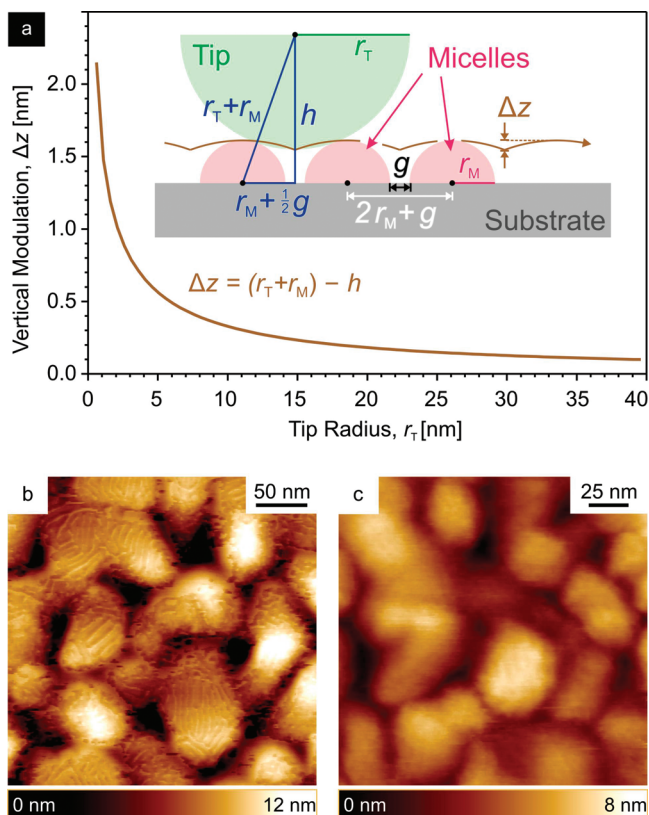 a
Vertical Modulation, Δz [nm]
2.0
1.5
1.0
0.5
0.0
0
5
10
15
20
25
30
35
40
Tip Radius, r_T [nm]
Tip
r_T
Micelles
r_T+r_M
h
Δz
g
r_M
r_M + ½g
2r_M + g
Substrate
Δz = (r_T+r_M) – h
b
50 nm
c
25 nm
0 nm
12 nm
0 nm
8 nm